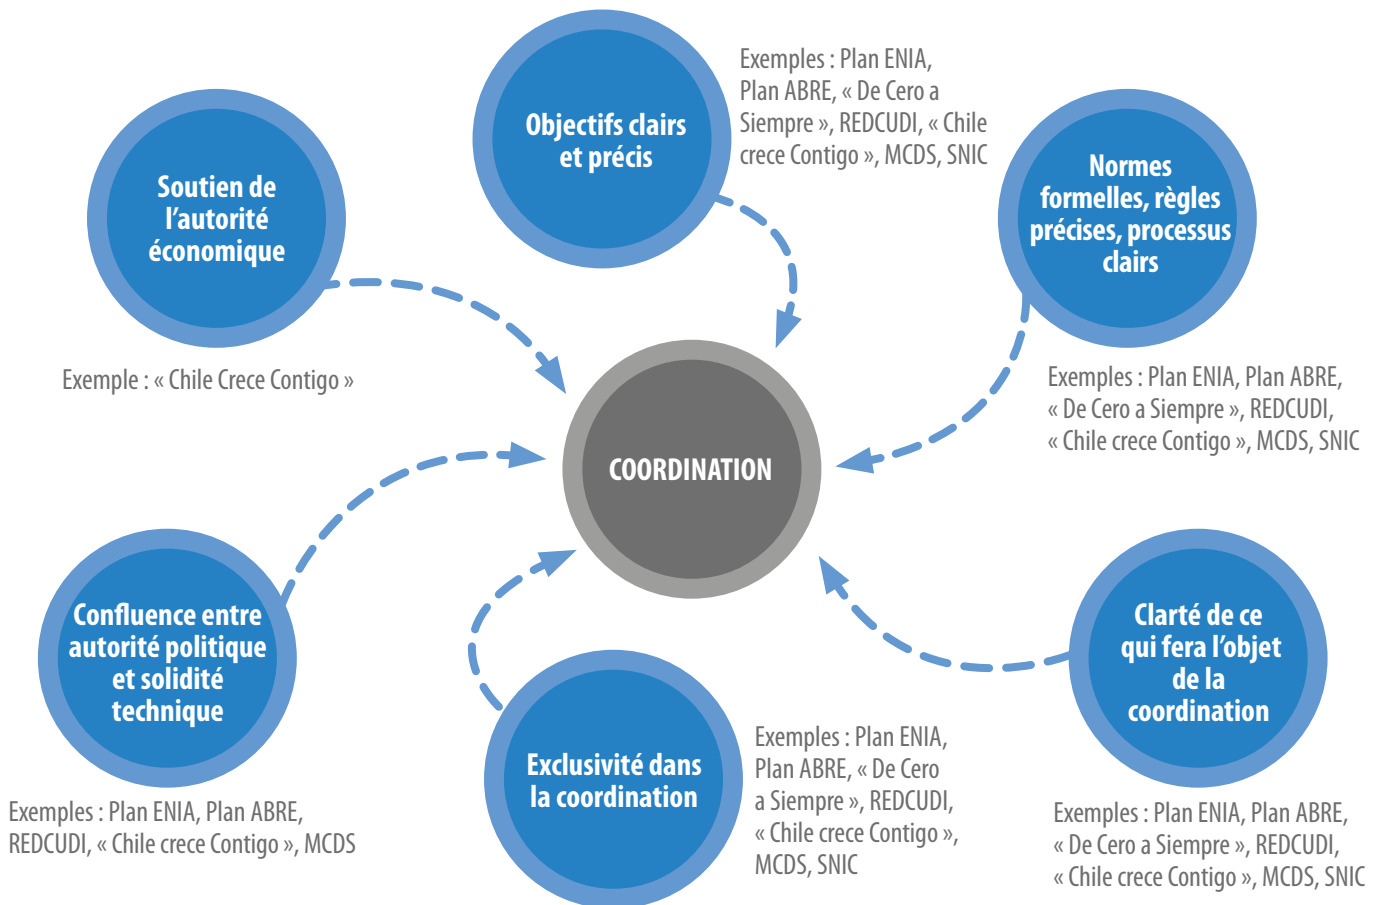 Objectifs clairs
et précis
Exemples : Plan ENIA,
Plan ABRE, « De Cero a
Siempre », REDCUDI, « Chile
crece Contigo », MCDS, SNIC
Soutien de
l’autorité
économique
Exemple : « Chile Crece Contigo »
Normes
formelles, règles
précises, processus
clairs
Exemples : Plan ENIA, Plan ABRE,
« De Cero a Siempre », REDCUDI,
« Chile crece Contigo », MCDS, SNIC
COORDINATION
Confluence entre
autorité politique
et solidité
technique
Exemples : Plan ENIA, Plan ABRE,
REDCUDI, « Chile crece Contigo », MCDS
Exclusivité dans
la coordination
Exemples : Plan ENIA,
Plan ABRE, « De Cero
a Siempre », REDCUDI,
« Chile crece Contigo »,
MCDS, SNIC
Clarté de ce
qui fera l’objet
de la
coordination
Exemples : Plan ENIA, Plan ABRE,
« De Cero a Siempre », REDCUDI,
« Chile crece Contigo », MCDS, SNIC